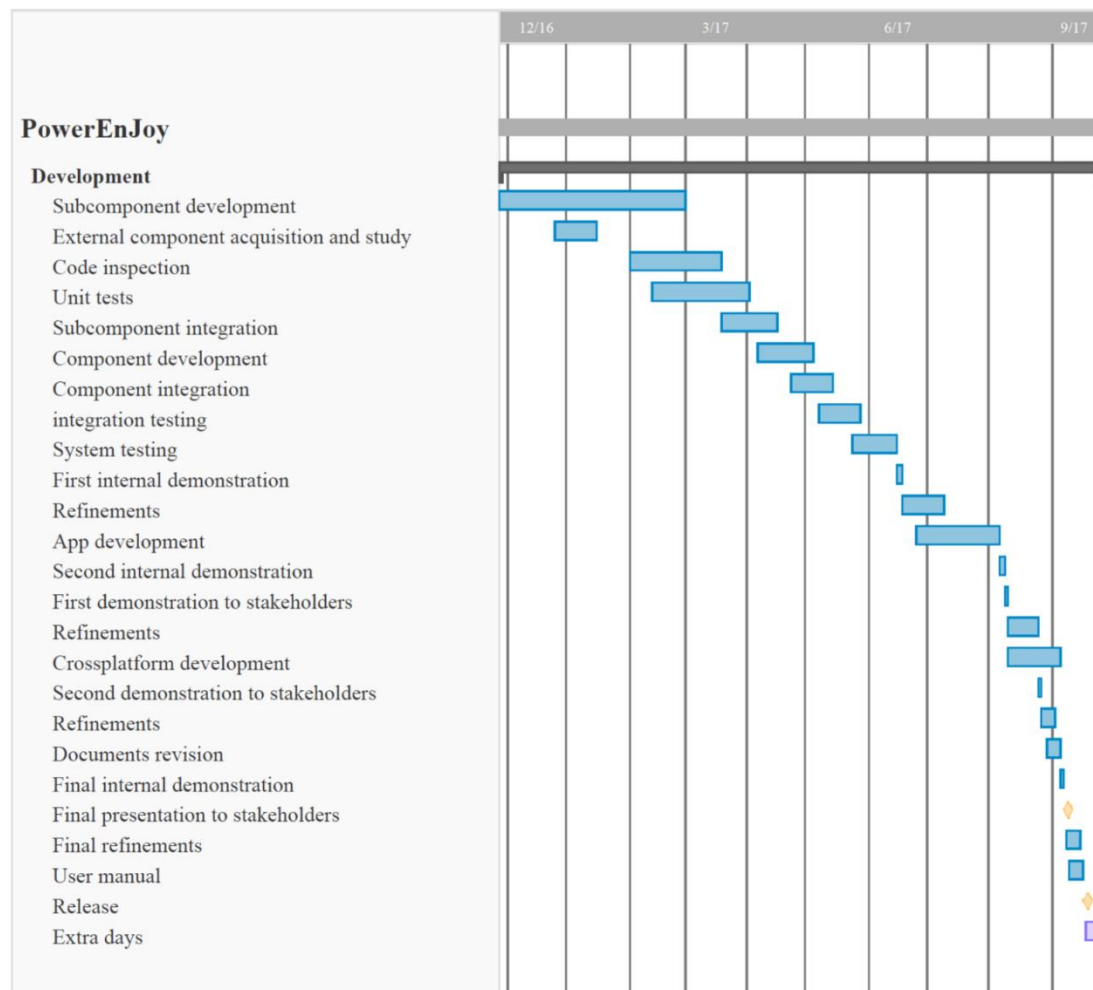 12/16 3/17 6/17 9/17
PowerEnJoy
Development
Subcomponent development
External component acquisition and study
Code inspection
Unit tests
Subcomponent integration
Component development
Component integration
integration testing
System testing
First internal demonstration
Refinements
App development
Second internal demonstration
First demonstration to stakeholders
Refinements
Crossplatform development
Second demonstration to stakeholders
Refinements
Documents revision
Final internal demonstration
Final presentation to stakeholders
Final refinements
User manual
Release
Extra days